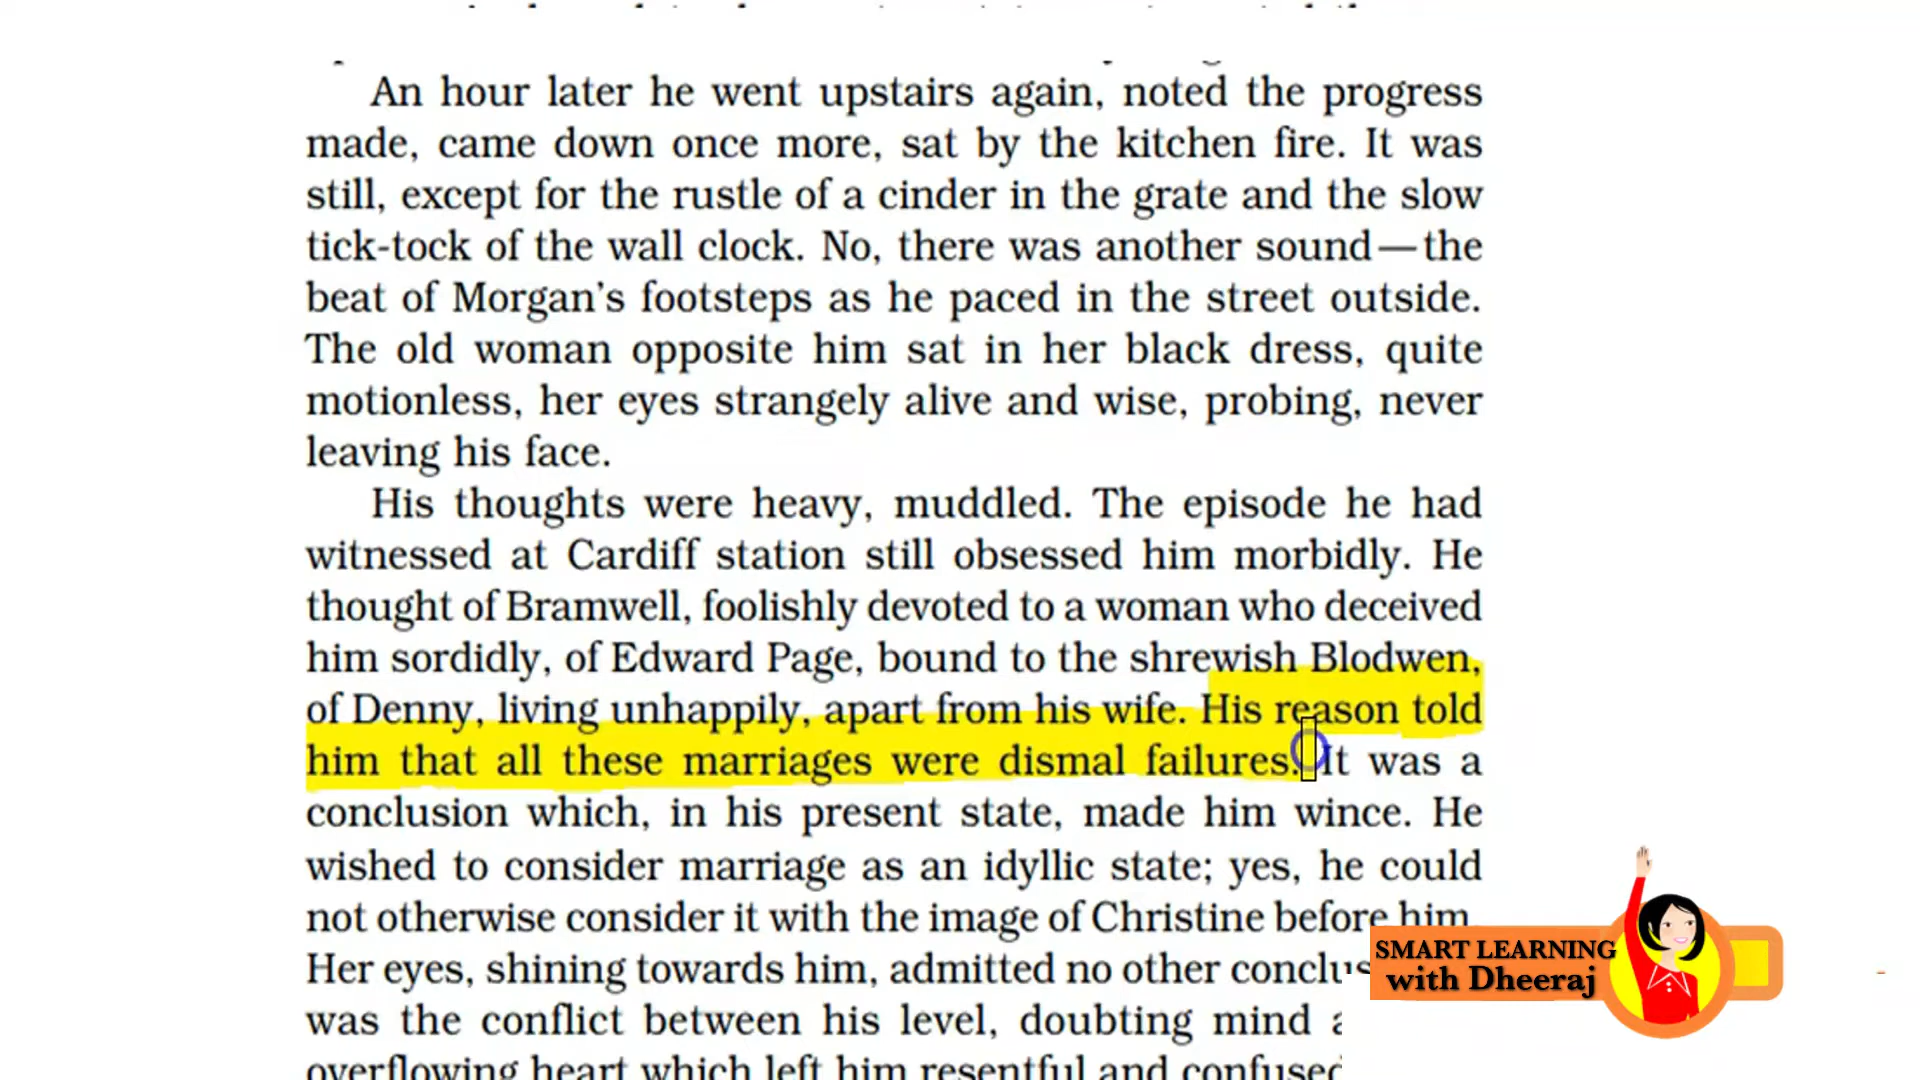 An hour later he went upstairs again, noted the progress
made, came down once more, sat by the kitchen fire. It was
still, except for the rustle of a cinder in the grate and the slow
tick-tock of the wall clock. No, there was another sound—the
beat of Morgan's footsteps as he paced in the street outside.
The old woman opposite him sat in her black dress, quite
motionless, her eyes strangely alive and wise, probing, never
leaving his face.
His thoughts were heavy, muddled. The episode he had
witnessed at Cardiff station still obsessed him morbidly. He
thought of Bramwell, foolishly devoted to a woman who deceived
him sordidly, of Edward Page, bound to the shrewish Blodwen,
of Denny, living unhappily, apart from his wife. His reason told
him that all these marriages were dismal failures. It was a
conclusion which, in his present state, made him wince. He
wished to consider marriage as an idyllic state; yes, he could
not otherwise consider it with the image of Christine before him
Her eyes, shining towards him, admitted no other
was the conflict between his level, doubting mind
overflowing heart which left him resentful and confused
SMART LEARNING
with Dheeraj